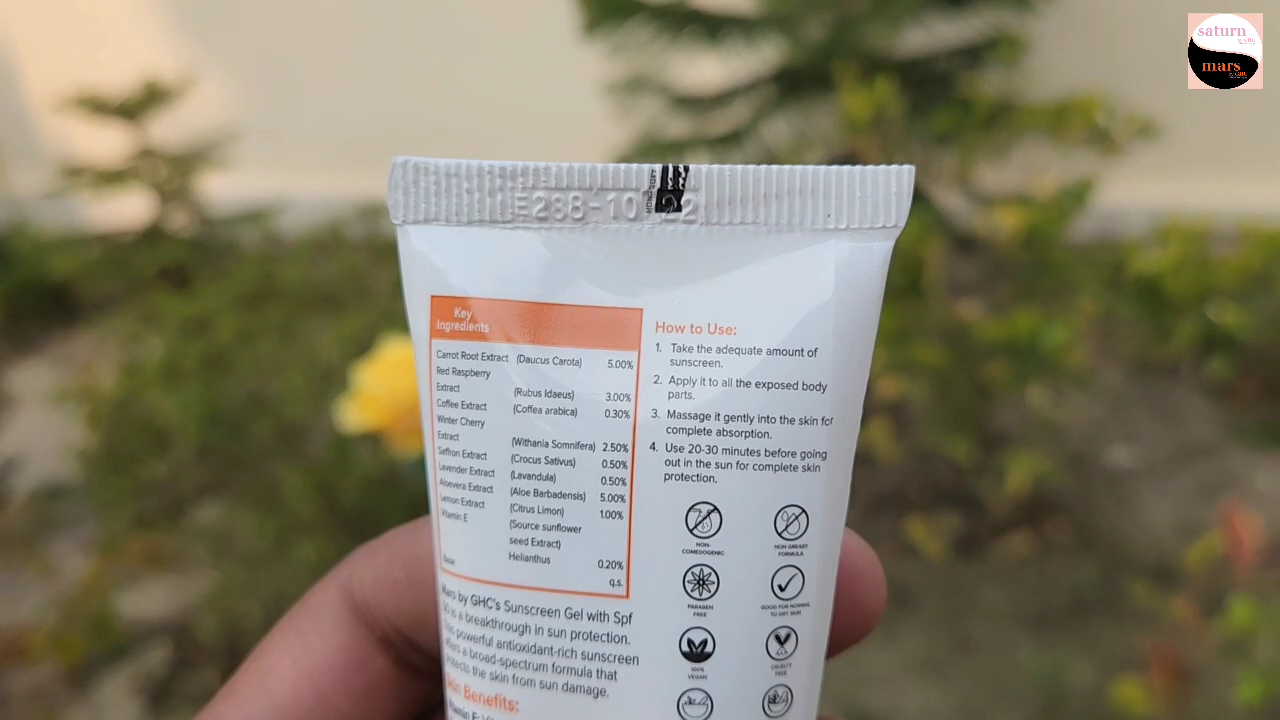 saturn
by GHC
mars
by GHC
E288-10
Key
Ingredients
Carrot Root Extract (Daucus Carota) 5.00%
Red Raspberry
Extract (Rubus Idaeus) 3.00%
Coffee Extract (Coffea arabica) 0.30%
Winter Cherry
Extract (Withania Somnifera) 2.50%
Saffron Extract (Crocus Sativus) 0.50%
Lavender Extract (Lavandula) 0.50%
Aloevera Extract (Aloe Barbadensis) 5.00%
Lemon Extract (Citrus Limon) 1.00%
Vitamin E (Source sunflower
seed Extract)
Helianthus 0.20%
Base q.s.
Mars by GHC's Sunscreen Gel with Spf
50 is a breakthrough in sun protection.
powerful antioxidant-rich sunscreen
a broad-spectrum formula that
the skin from sun damage.
Skin Benefits:
How to Use:
1. Take the adequate amount of
sunscreen.
2. Apply it to all the exposed body
parts.
3. Massage it gently into the skin for
complete absorption.
4. Use 20-30 minutes before going
out in the sun for complete skin
protection.
NON-
COMEDOGENIC
NON GREASY
FORMULA
PARABEN
FREE
GOOD FOR NORMAL
TO DRY SKIN
100%
VEGAN
CRUELTY
FREE